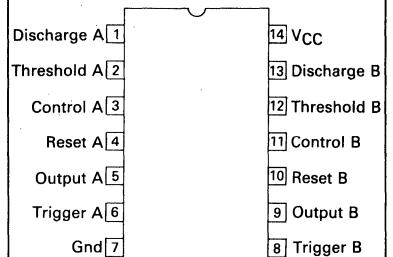 Discharge A 1
Threshold A 2
Control A 3
Reset A 4
Output A 5
Trigger A 6
Gnd 7
14 VCC
13 Discharge B
12 Threshold B
11 Control B
10 Reset B
9 Output B
8 Trigger B